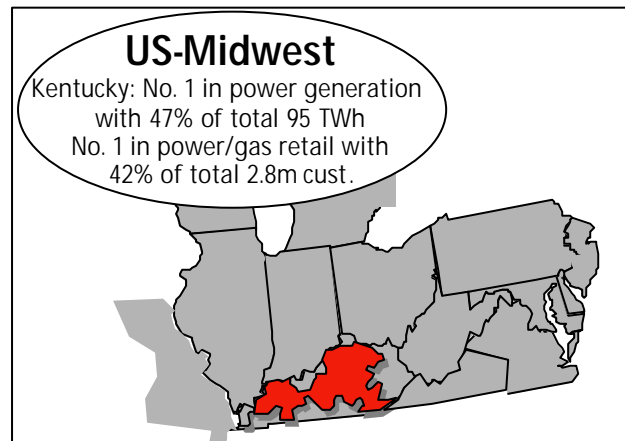 US-Midwest
Kentucky: No. 1 in power generation
with 47% of total 95 TWh
No. 1 in power/gas retail with
42% of total 2.8m cust.